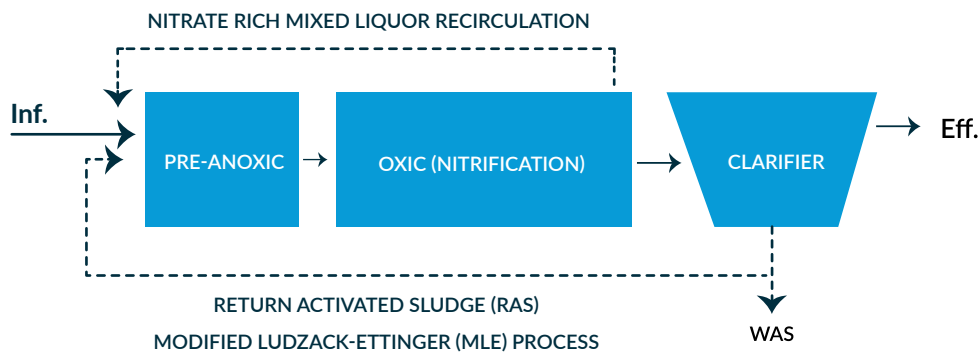 NITRATE RICH MIXED LIQUOR RECIRCULATION
Inf.
PRE-ANOXIC
OXIC (NITRIFICATION)
CLARIFIER
Eff.
RETURN ACTIVATED SLUDGE (RAS)
WAS
MODIFIED LUDZACK-ETTINGER (MLE) PROCESS